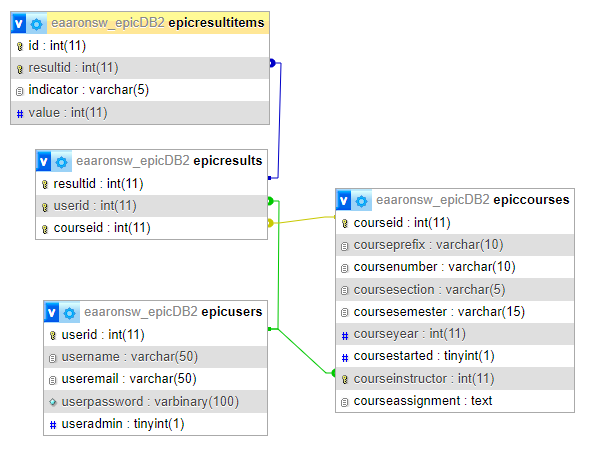 v eaaronsw_epicDB2 epicresultitems
id : int(11)
resultid : int(11)
indicator : varchar(5)
# value : int(11)
v eaaronsw_epicDB2 epicresults
resultid : int(11)
userid : int(11)
courseid : int(11)
v eaaronsw_epicDB2 epicusers
userid : int(11)
username : varchar(50)
useremail : varchar(50)
userpassword : varbinary(100)
# useradmin : tinyint(1)
v eaaronsw_epicDB2 epiccourses
courseid : int(11)
courseprefix : varchar(10)
coursenumber : varchar(10)
coursesection : varchar(5)
coursesemester : varchar(15)
# courseyear : int(11)
# coursestarted : tinyint(1)
courseinstructor : int(11)
courseassignment : text